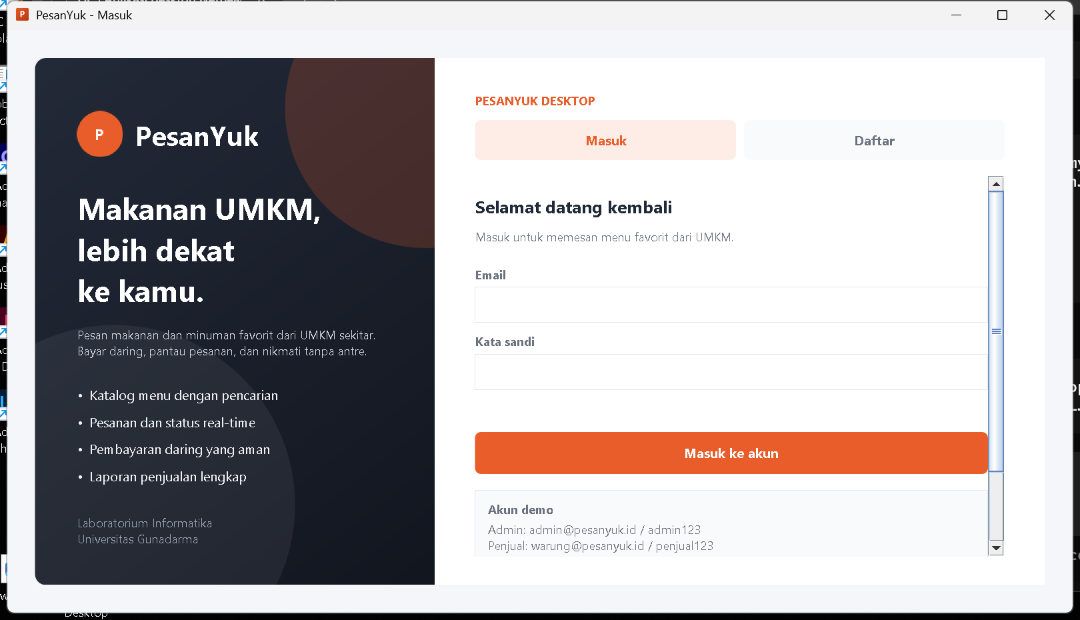 PesanYuk - Masuk
P
PesanYuk
Makanan UMKM,
lebih dekat
ke kamu.
Pesan makanan dan minuman favorit dari UMKM sekitar.
Bayar daring, pantau pesanan, dan nikmati tanpa antre.
• Katalog menu dengan pencarian
• Pesanan dan status real-time
• Pembayaran daring yang aman
• Laporan penjualan lengkap
Laboratorium Informatika
Universitas Gunadarma
PESANYUK DESKTOP
Masuk
Daftar
Selamat datang kembali
Masuk untuk memesan menu favorit dari UMKM.
Email
Kata sandi
Masuk ke akun
Akun demo
Admin: admin@pesanyuk.id / admin123
Penjual: warung@pesanyuk.id / penjual123
Desktop